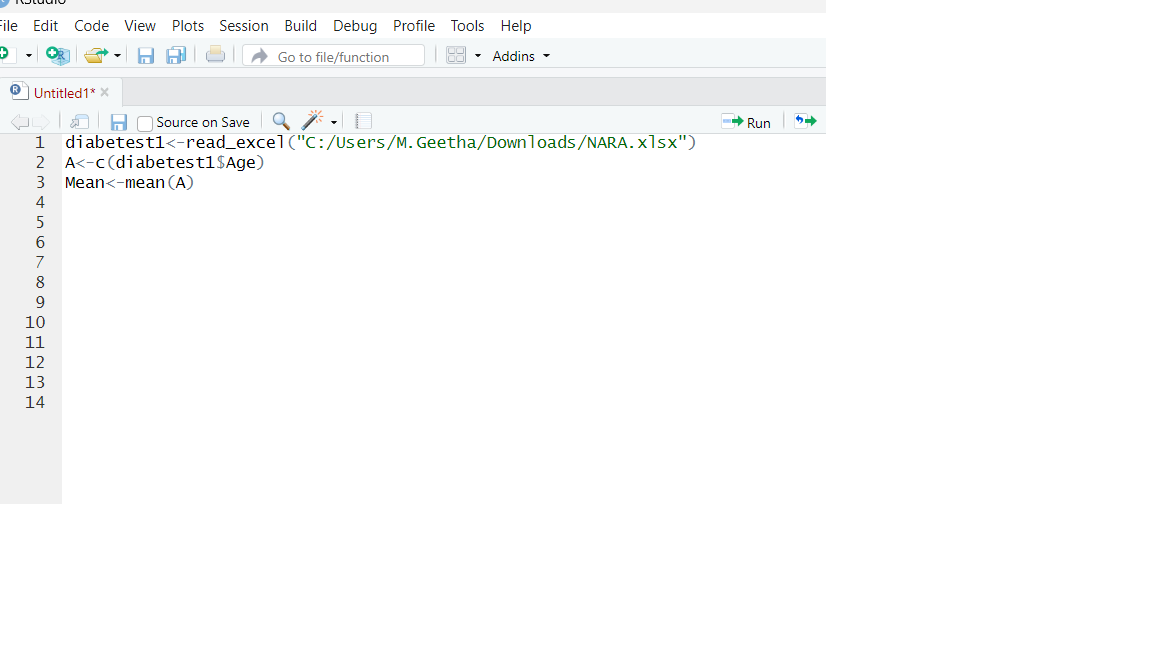 RStudio
File Edit Code View Plots Session Build Debug Profile Tools Help
Go to file/function Addins
Untitled1*
Source on Save Run
1 diabetest1<-read_excel("C:/Users/M.Geetha/Downloads/NARA.xlsx")
2 A<-c(diabetest1$Age)
3 Mean<-mean(A)
4
5
6
7
8
9
10
11
12
13
14